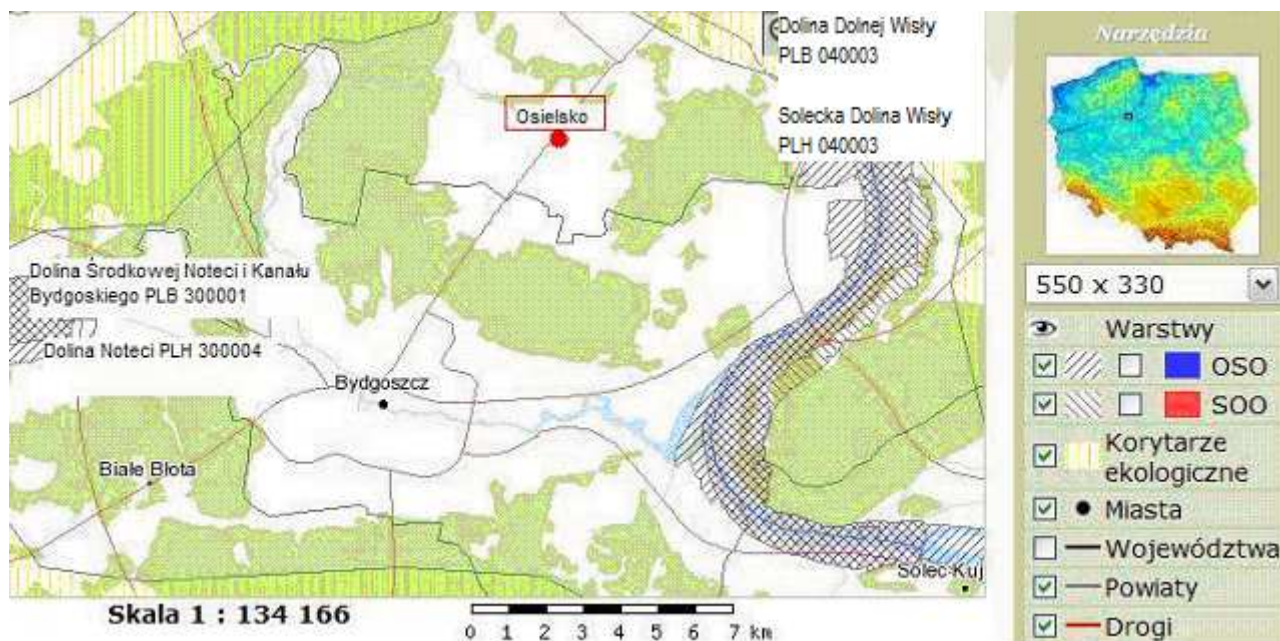 Dolina Dolnej Wisły
PLB 040003
Solecka Dolina Wisły
PLH 040003
Osielsko
Dolina Środkowej Noteci i Kanału
Bydgoskiego PLB 300001
Dolina Noteci PLH 300004
Bydgoszcz
Białe Błota
Solec Kuj
Skala 1 : 134 166
0 1 2 3 4 5 6 7 km
Narzędzia
550 x 330
Warstwy
OSO
SOO
Korytarze
ekologiczne
Miasta
Województwa
Powiaty
Drogi